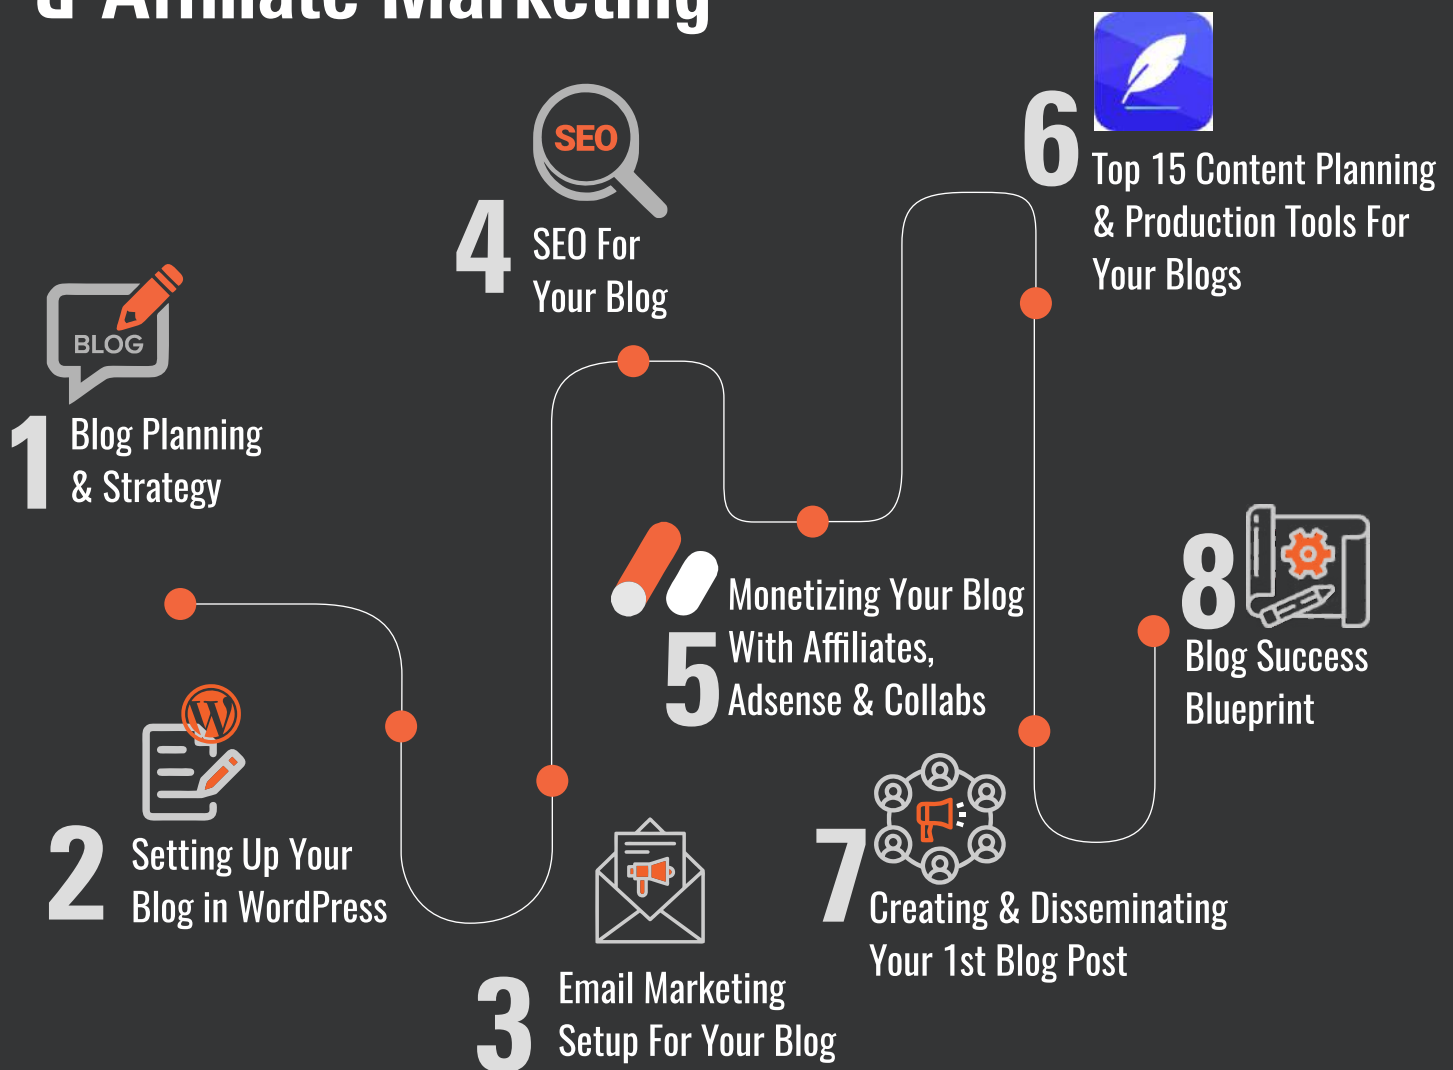 & Affiliate Marketing
BLOG
1
Blog Planning
& Strategy
2
Setting Up Your
Blog in WordPress
3
Email Marketing
Setup For Your Blog
SEO
4
SEO For
Your Blog
5
Monetizing Your Blog
With Affiliates,
Adsense & Collabs
6
Top 15 Content Planning
& Production Tools For
Your Blogs
7
Creating & Disseminating
Your 1st Blog Post
8
Blog Success
Blueprint